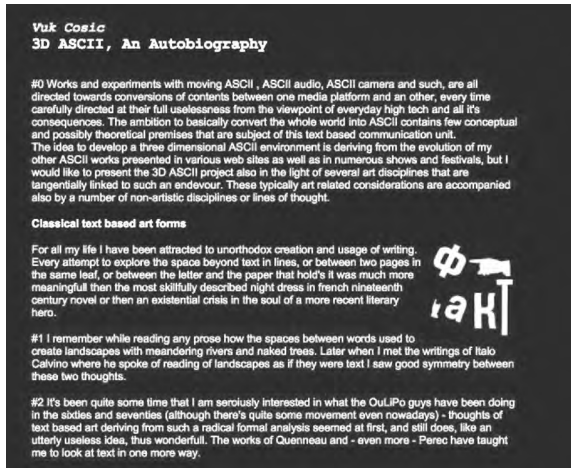 Vuk Cosic
3D ASCII, An Autobiography
#0 Works and experiments with moving ASCII , ASCII audio, ASCII camera and such, are all
directed towards conversions of contents between one media platform and an other, every time
carefully directed at their full uselessness from the viewpoint of everyday high tech and all it's
consequences. The ambition to basically convert the whole world into ASCII contains few conceptual
and possibly theoretical premises that are subject of this text based communication unit.
The idea to develop a three dimensional ASCII environment is deriving from the evolution of my
other ASCII works presented in various web sites as well as in numerous shows and festivals, but I
would like to present the 3D ASCII project also in the light of several art disciplines that are
tangentially linked to such an endevour. These typically art related considerations are accompanied
also by a number of non-artistic disciplines or lines of thought.
Classical text based art forms
For all my life I have been attracted to unorthodox creation and usage of writing.
Every attempt to explore the space beyond text in lines, or between two pages in
the same leaf, or between the letter and the paper that hold's it was much more
meaningfull then the most skillfully described night dress in french nineteenth
century novel or then an existential crisis in the soul of a more recent literary
hero.
#1 I remember while reading any prose how the spaces between words used to
create landscapes with meandering rivers and naked trees. Later when I met the writings of Italo
Calvino where he spoke of reading of landscapes as if they were text I saw good symmetry between
these two thoughts.
#2 It's been quite some time that I am seroiusly interested in what the OuLiPo guys have been doing
in the sixties and seventies (although there's quite some movement even nowadays) - thoughts of
text based art deriving from such a radical formal analysis seemed at first, and still does, like an
utterly useless idea, thus wonderfull. The works of Quenneau and - even more - Perec have taught
me to look at text in one more way.